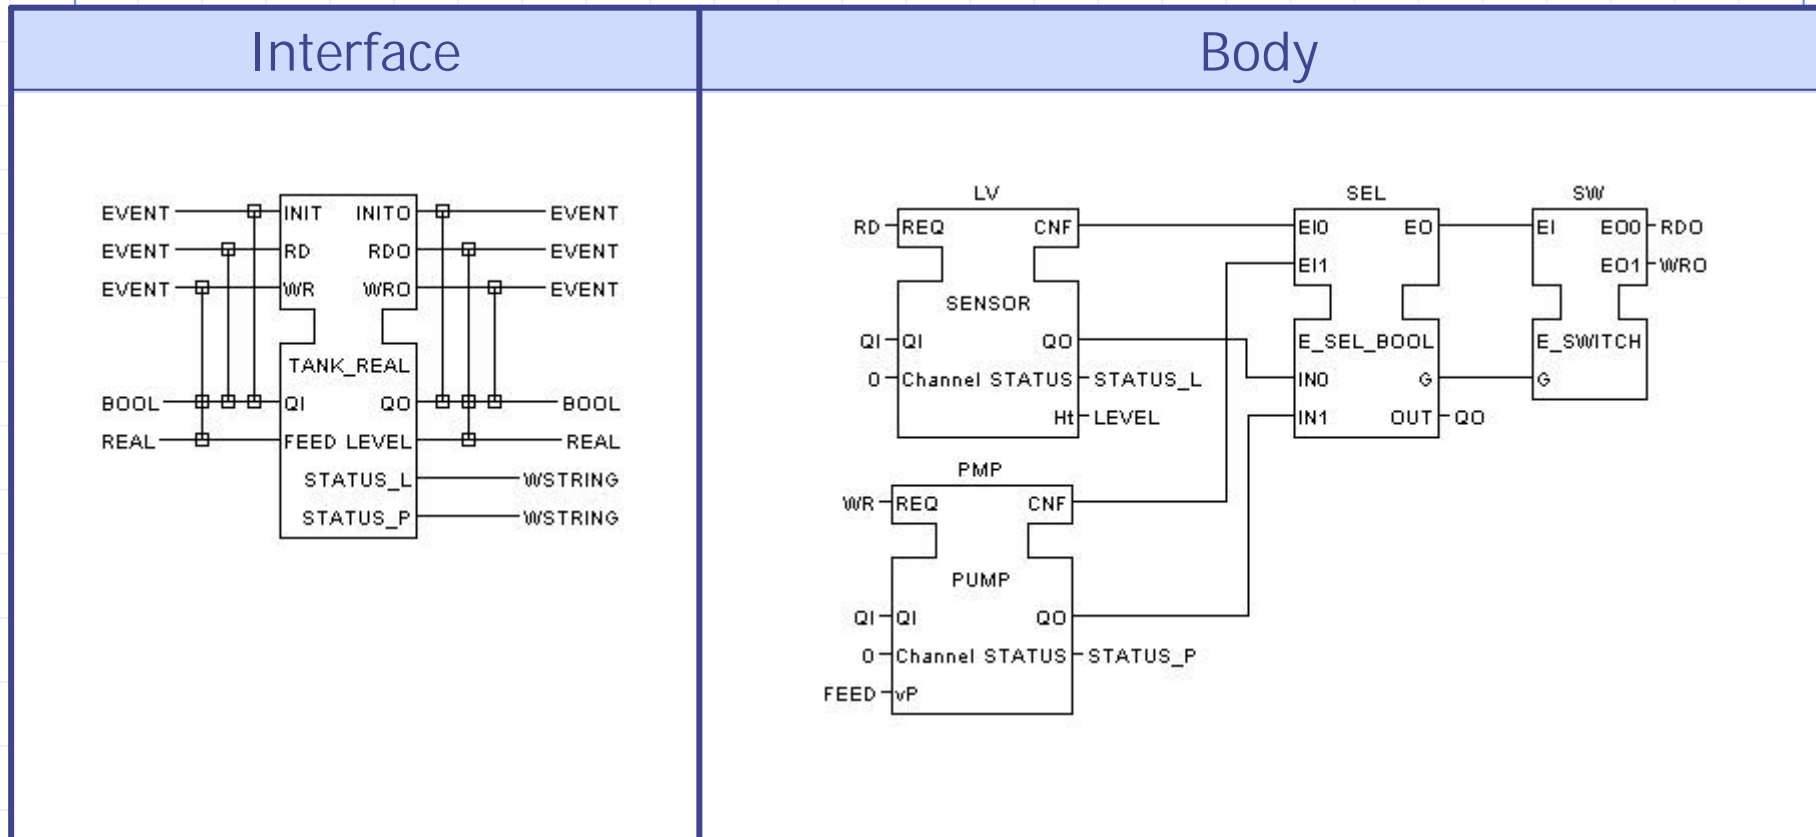 Interface
Body
EVENT INIT INITO EVENT
EVENT RD RDO EVENT
EVENT WR WRO EVENT
TANK_REAL
BOOL QI QO BOOL
REAL FEED LEVEL REAL
STATUS_L WSTRING
STATUS_P WSTRING
LV
RD REQ CNF
SENSOR
QI QI QO
0 Channel STATUS STATUS_L
Ht LEVEL
PMP
WR REQ CNF
PUMP
QI QI QO
0 Channel STATUS STATUS_P
FEED vP
SEL
EI0 EO
EI1
E_SEL_BOOL
IN0 G
IN1 OUT QO
SW
EI EO0 RDO
EO1 WRO
E_SWITCH
G